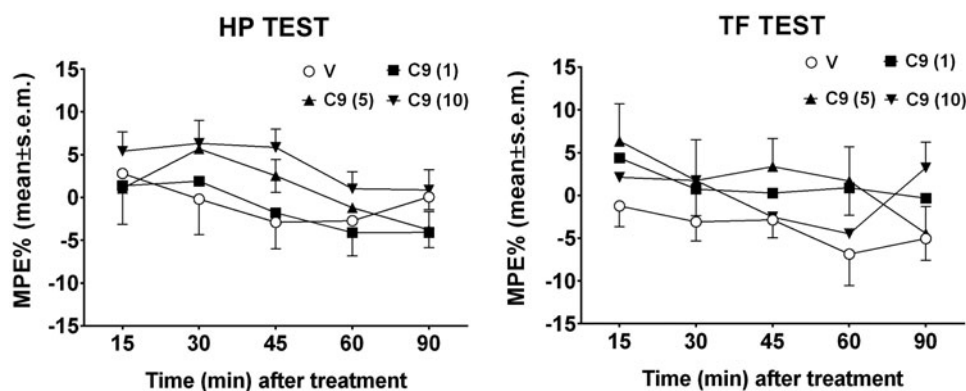 HP TEST
MPE% (mean±s.e.m.)
15
10
5
0
-5
-10
-15
V
C9 (1)
C9 (5)
C9 (10)
15 30 45 60 90
Time (min) after treatment
TF TEST
MPE% (mean±s.e.m.)
15
10
5
0
-5
-10
-15
V
C9 (1)
C9 (5)
C9 (10)
15 30 45 60 90
Time (min) after treatment